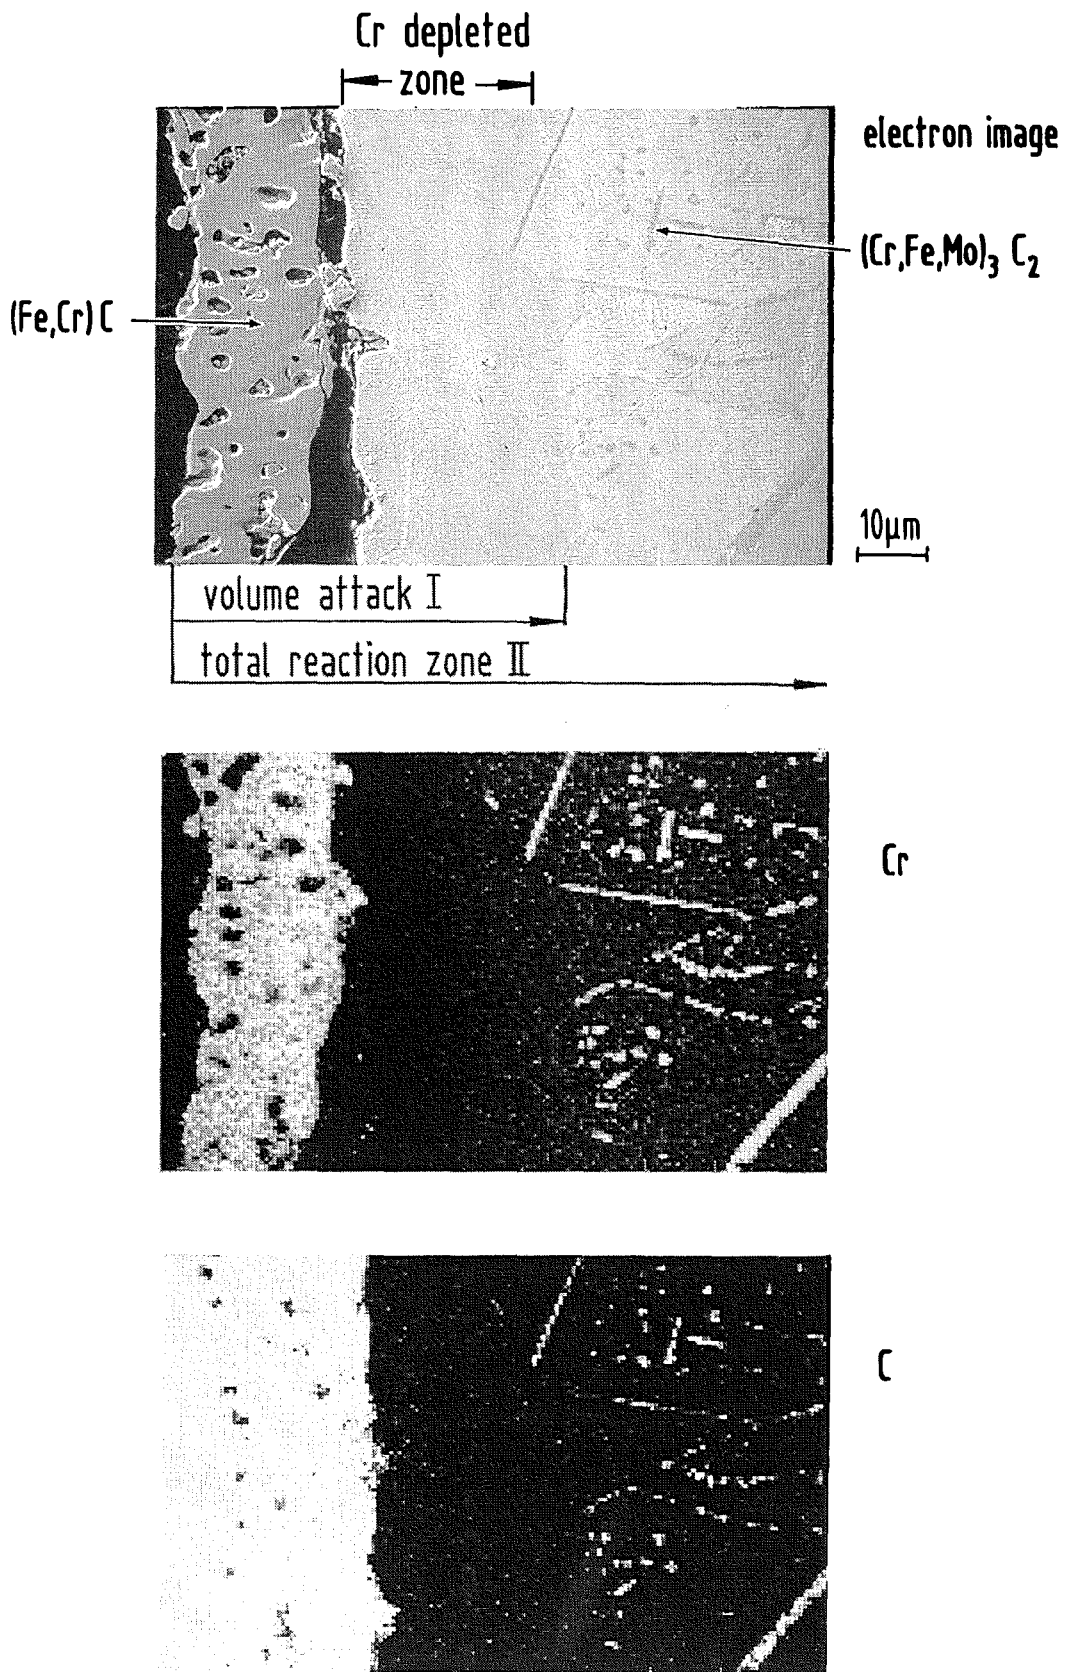 Cr depleted
zone
electron image
(Cr,Fe,Mo)₃ C₂
(Fe,Cr) C
10µm
volume attack I
total reaction zone II
Cr
C